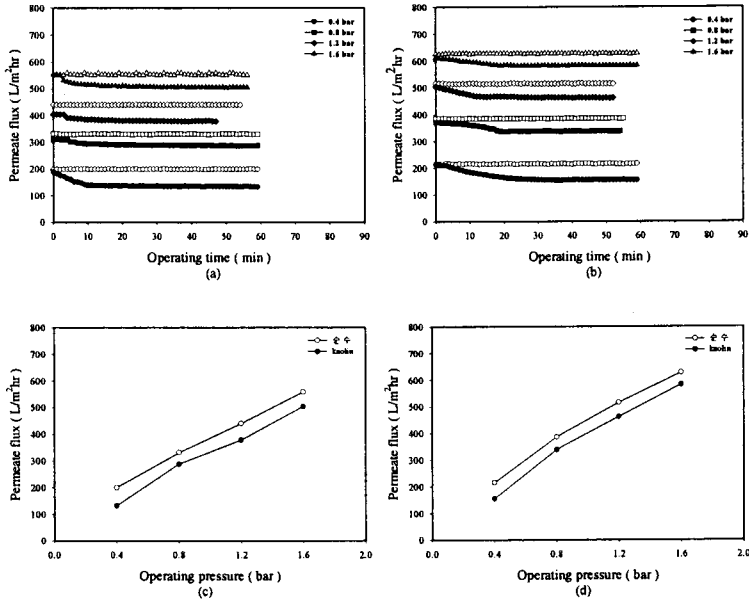 800
700
600
500
400
300
200
100
0
Permeate flux ( L/m²hr )
0 10 20 30 40 50 60 70 80 90
Operating time ( min )
(a)
0.4 bar
0.8 bar
1.2 bar
1.6 bar
800
700
600
500
400
300
200
100
0
Permeate flux ( L/m²hr )
0 10 20 30 40 50 60 70 80 90
Operating time ( min )
(b)
0.4 bar
0.8 bar
1.2 bar
1.6 bar
800
700
600
500
400
300
200
100
0
Permeate flux ( L/m²hr )
0.0 0.4 0.8 1.2 1.6 2.0
Operating pressure ( bar )
(c)
순 수
800
700
600
500
400
300
200
100
0
Permeate flux ( L/m²hr )
0.0 0.4 0.8 1.2 1.6 2.0
Operating pressure ( bar )
(d)
순 수